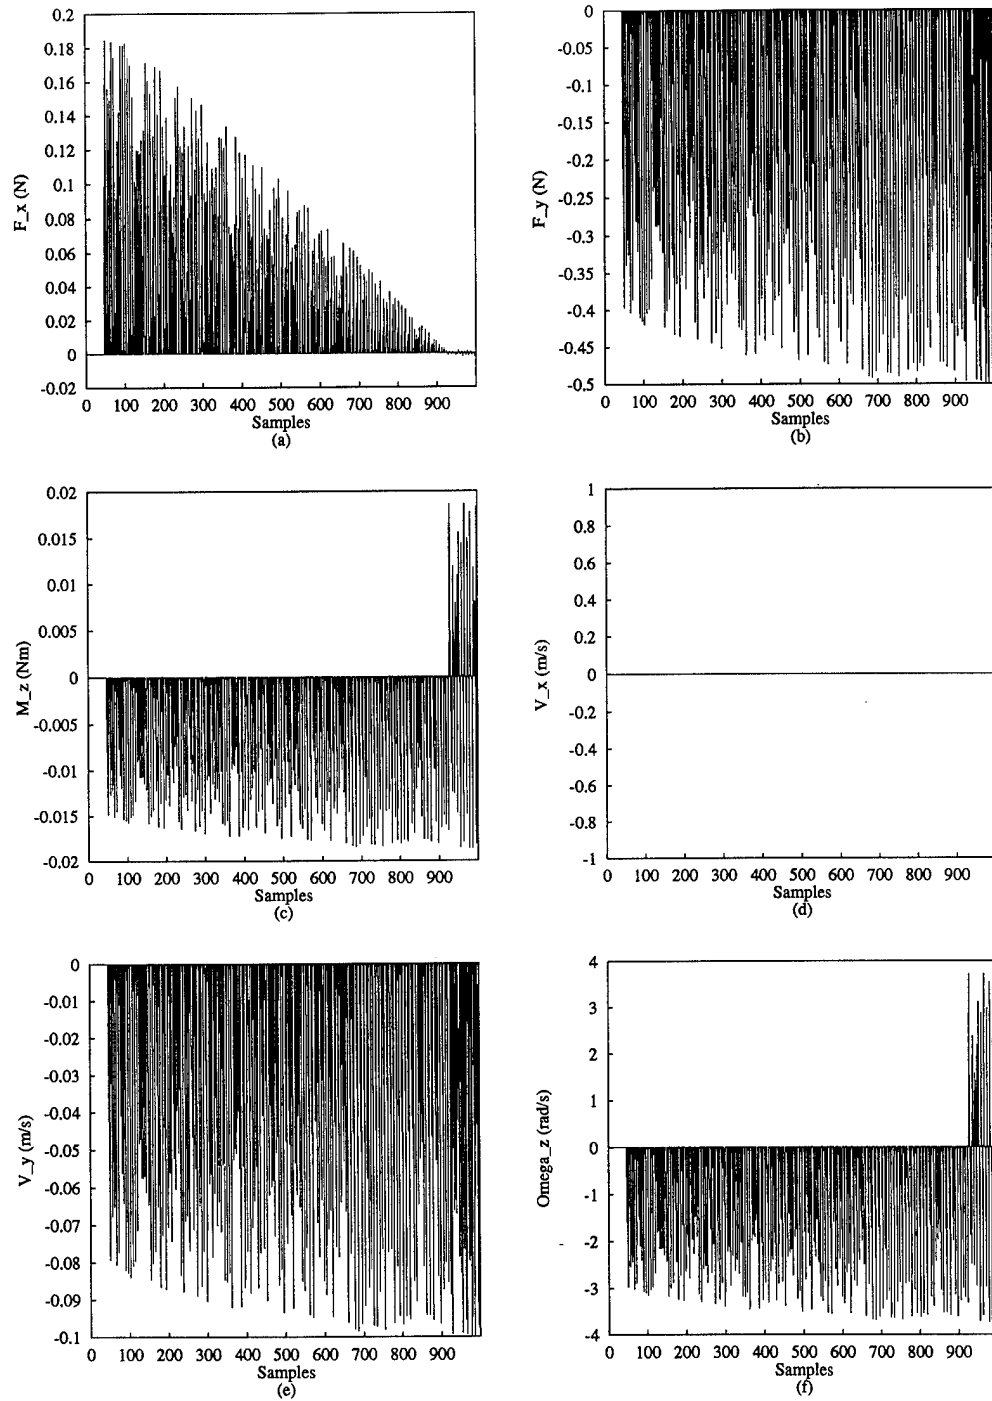 0.2
0.18
0.16
0.14
0.12
0.1
0.08
0.06
0.04
0.02
0
-0.02
F_x (N)
0 100 200 300 400 500 600 700 800 900
Samples
(a)
0
-0.05
-0.1
-0.15
-0.2
-0.25
-0.3
-0.35
-0.4
-0.45
-0.5
F_y (N)
0 100 200 300 400 500 600 700 800 900
Samples
(b)
0.02
0.015
0.01
0.005
0
-0.005
-0.01
-0.015
-0.02
M_z (Nm)
0 100 200 300 400 500 600 700 800 900
Samples
(c)
1
0.8
0.6
0.4
0.2
0
-0.2
-0.4
-0.6
-0.8
-1
V_x (m/s)
0 100 200 300 400 500 600 700 800 900
Samples
(d)
0
-0.01
-0.02
-0.03
-0.04
-0.05
-0.06
-0.07
-0.08
-0.09
-0.1
V_y (m/s)
0 100 200 300 400 500 600 700 800 900
Samples
(e)
4
3
2
1
0
-1
-2
-3
-4
Omega_z (rad/s)
0 100 200 300 400 500 600 700 800 900
Samples
(f)